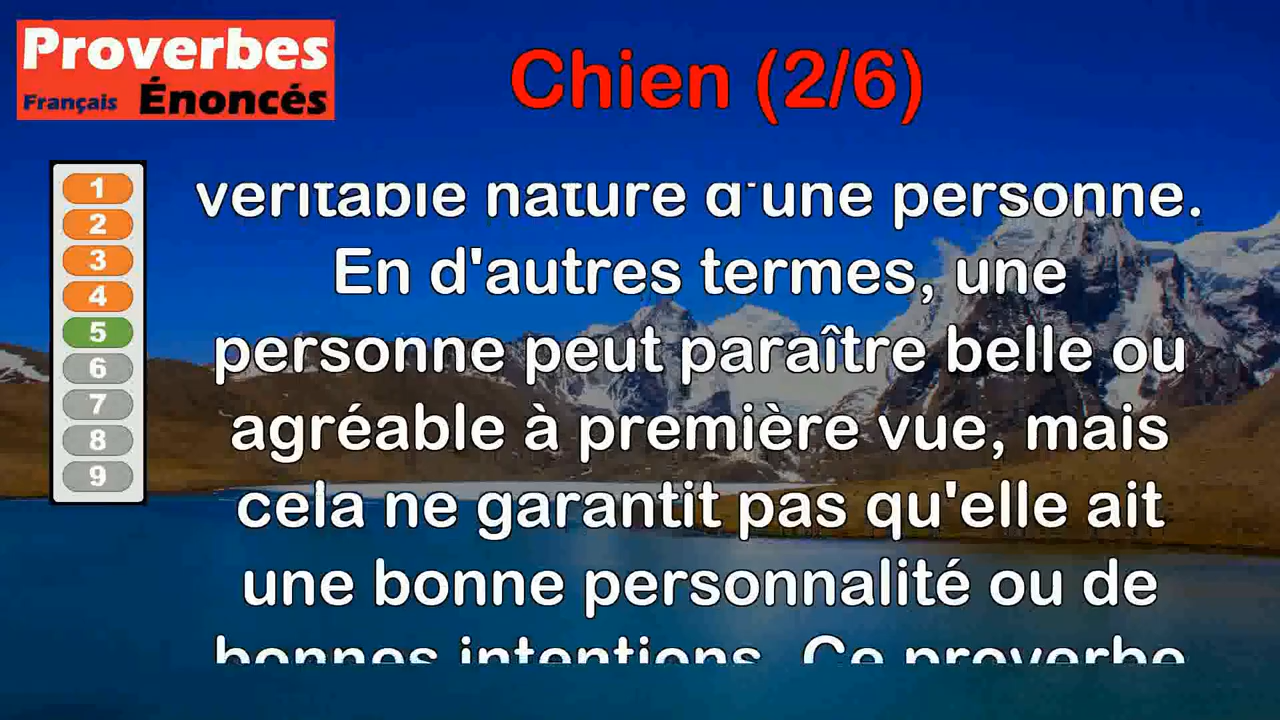 Proverbes
Français Énoncés
Chien (2/6)
1
2
3
4
5
6
7
8
9
véritable nature d'une personne.
En d'autres termes, une
personne peut paraître belle ou
agréable à première vue, mais
cela ne garantit pas qu'elle ait
une bonne personnalité ou de
bonnes intentions. Ce proverbe